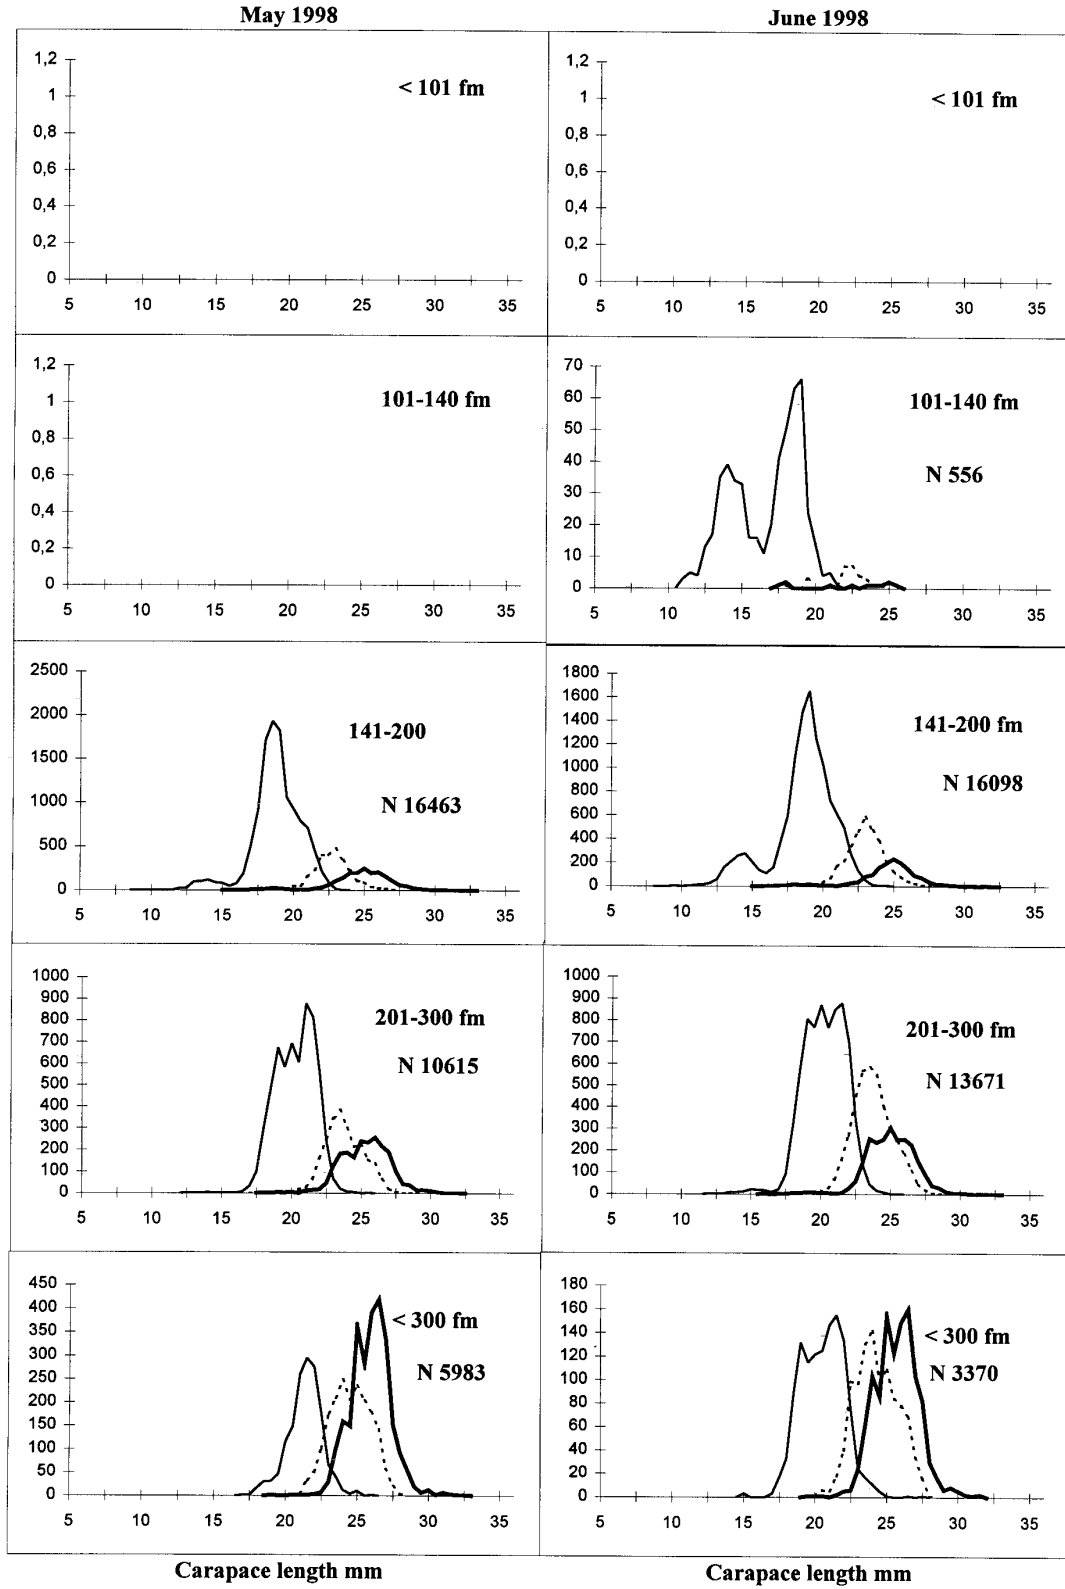 May 1998
June 1998
1,2
1
0,8
0,6
0,4
0,2
0
< 101 fm
5 10 15 20 25 30 35
1,2
1
0,8
0,6
0,4
0,2
0
< 101 fm
5 10 15 20 25 30 35
1,2
1
0,8
0,6
0,4
0,2
0
101-140 fm
5 10 15 20 25 30 35
70
60
50
40
30
20
10
0
101-140 fm
N 556
5 10 15 20 25 30 35
2500
2000
1500
1000
500
0
141-200
N 16463
5 10 15 20 25 30 35
1800
1600
1400
1200
1000
800
600
400
200
0
141-200 fm
N 16098
5 10 15 20 25 30 35
1000
900
800
700
600
500
400
300
200
100
0
201-300 fm
N 10615
5 10 15 20 25 30 35
1000
900
800
700
600
500
400
300
200
100
0
201-300 fm
N 13671
5 10 15 20 25 30 35
450
400
350
300
250
200
150
100
50
0
< 300 fm
N 5983
5 10 15 20 25 30 35
180
160
140
120
100
80
60
40
20
0
< 300 fm
N 3370
5 10 15 20 25 30 35
Carapace length mm
Carapace length mm